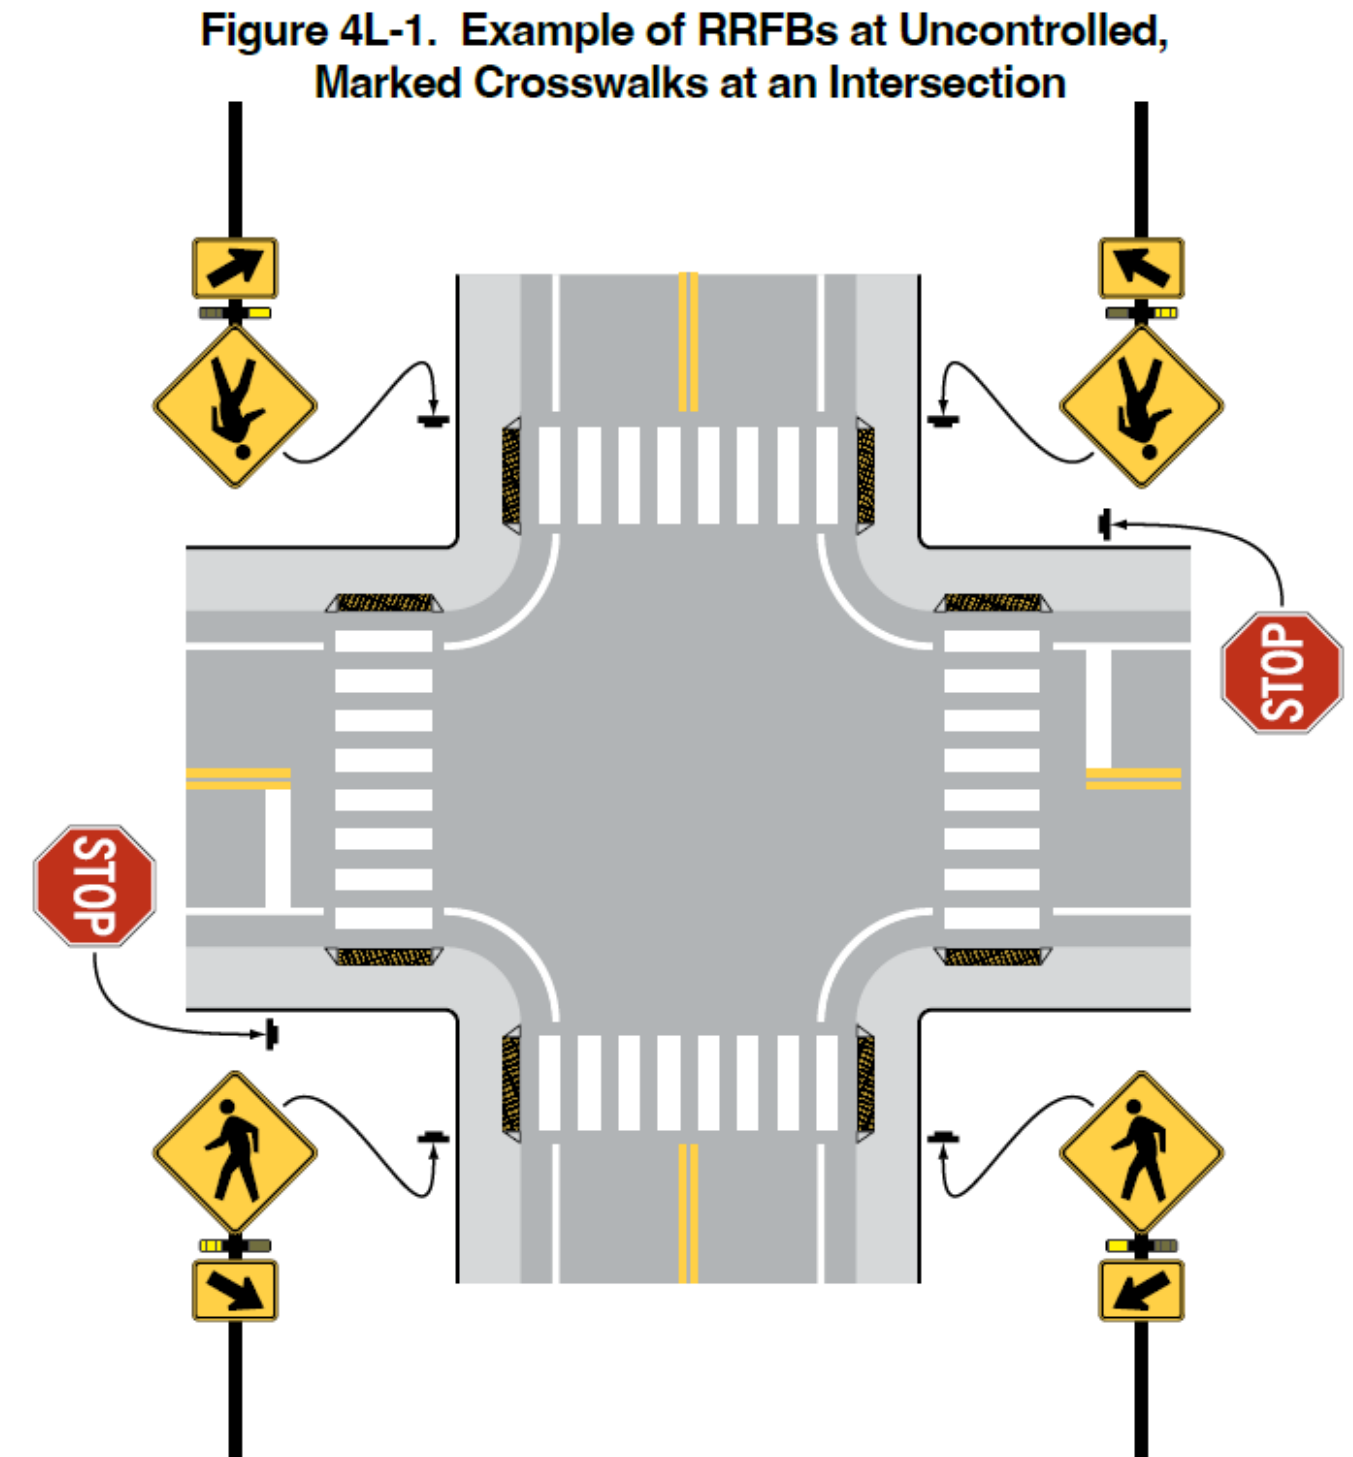 Figure 4L-1. Example of RRFBs at Uncontrolled,
Marked Crosswalks at an Intersection
STOP
STOP